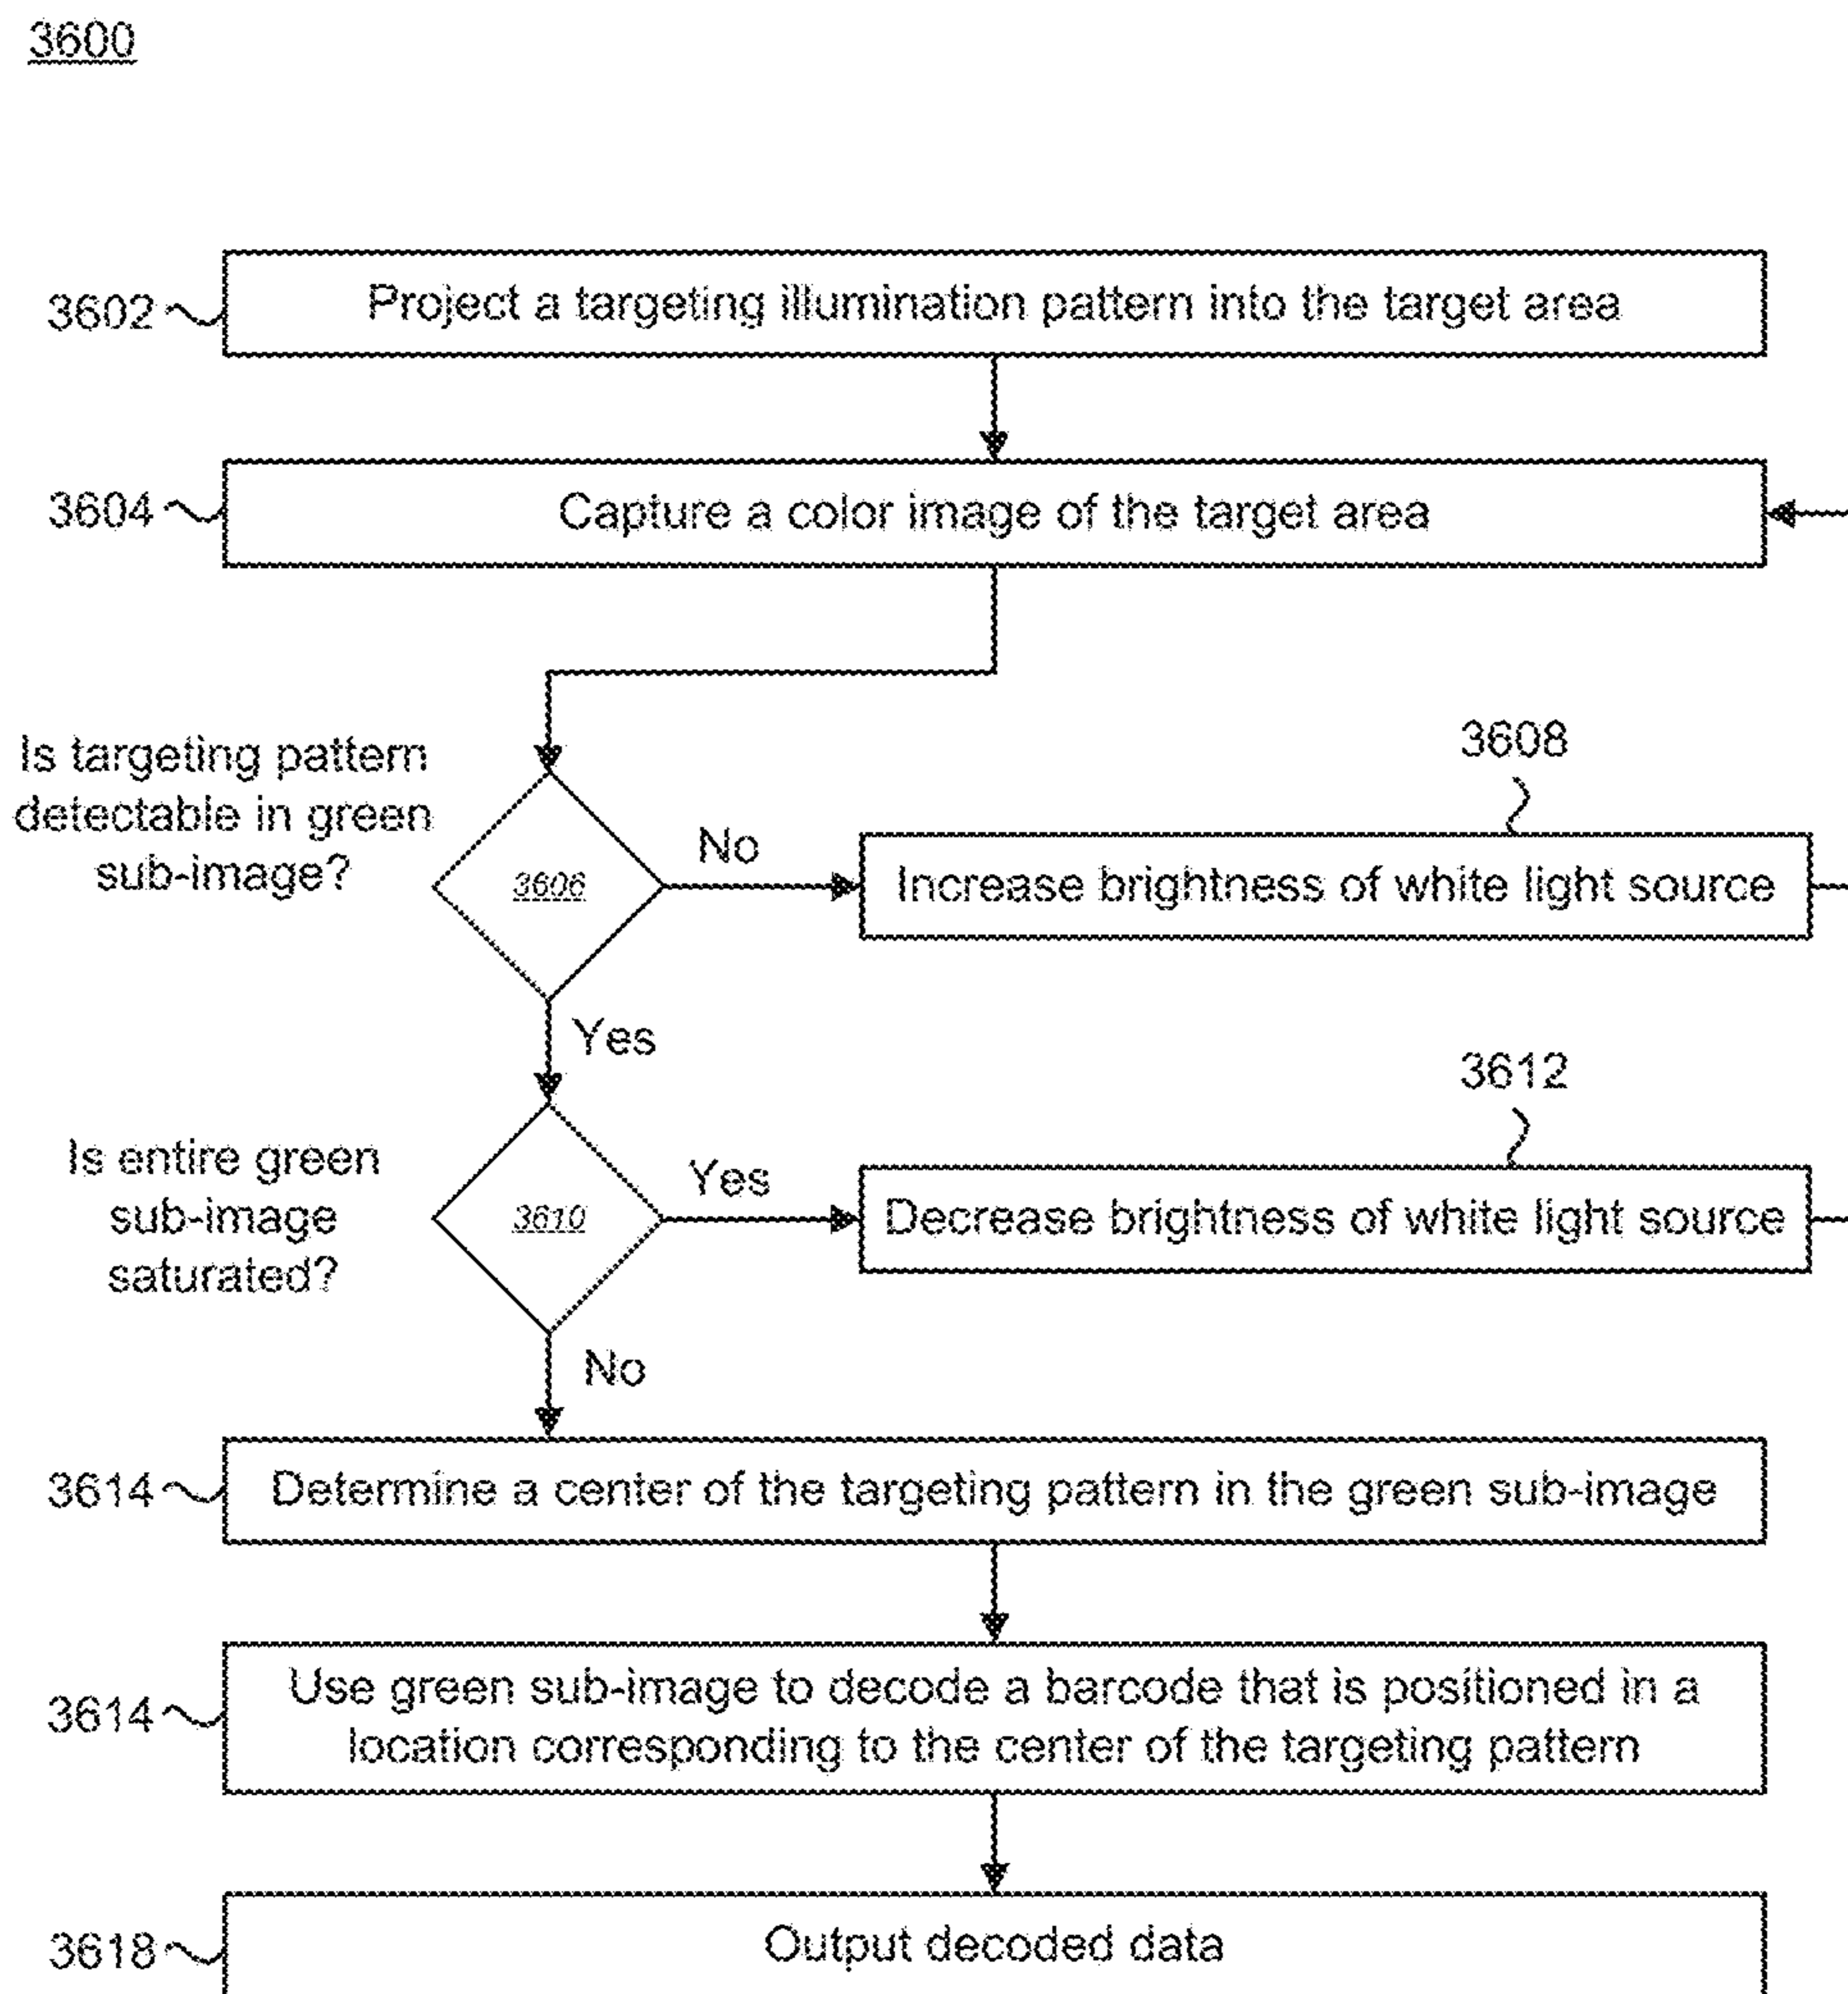 3600
3602
Project a targeting illumination pattern into the target area
3604
Capture a color image of the target area
Is targeting pattern
detectable in green
sub-image?
3606
No
3608
Increase brightness of white light source
Yes
Is entire green
sub-image
saturated?
3610
Yes
3612
Decrease brightness of white light source
No
3614
Determine a center of the targeting pattern in the green sub-image
3614
Use green sub-image to decode a barcode that is positioned in a
location corresponding to the center of the targeting pattern
3618
Output decoded data